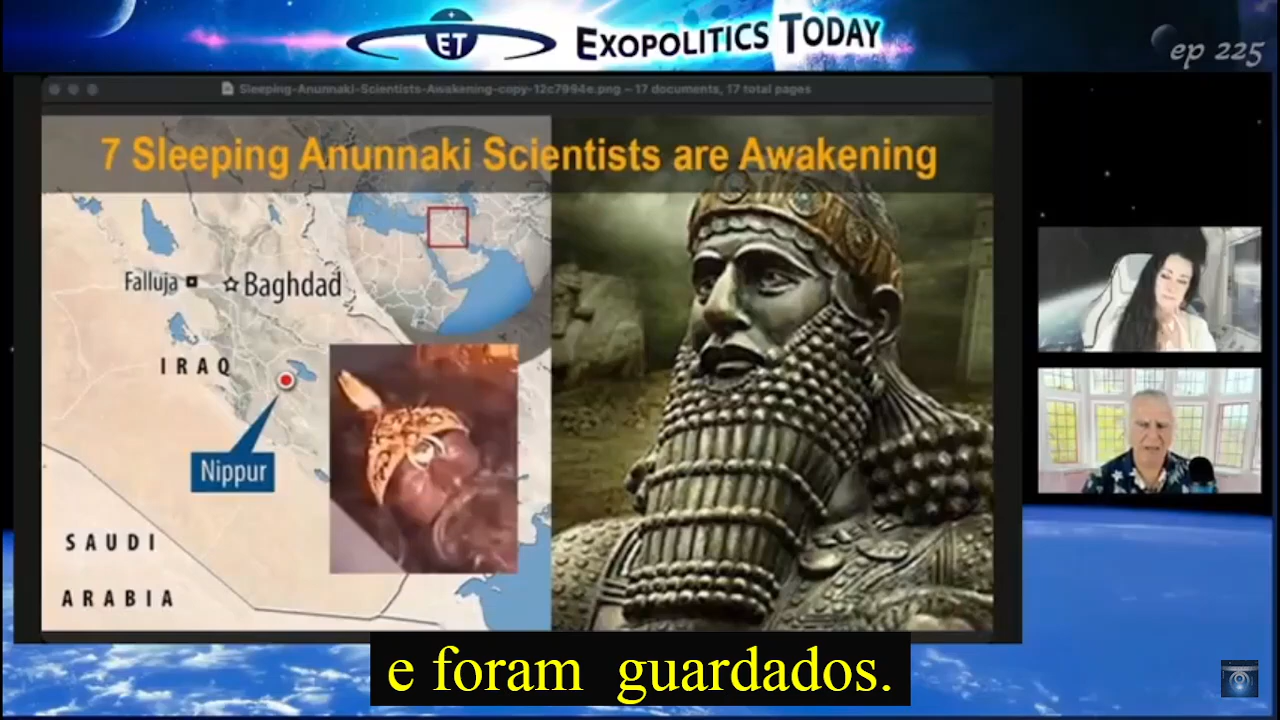 ET
EXOPOLITICS TODAY
ep 225
Sleeping-Anunnaki-Scientists-Awakening-copy-12c7994e.png – 17 documents, 17 total pages
7 Sleeping Anunnaki Scientists are Awakening
Falluja
Baghdad
IRAQ
Nippur
SAUDI
ARABIA
e foram guardados.